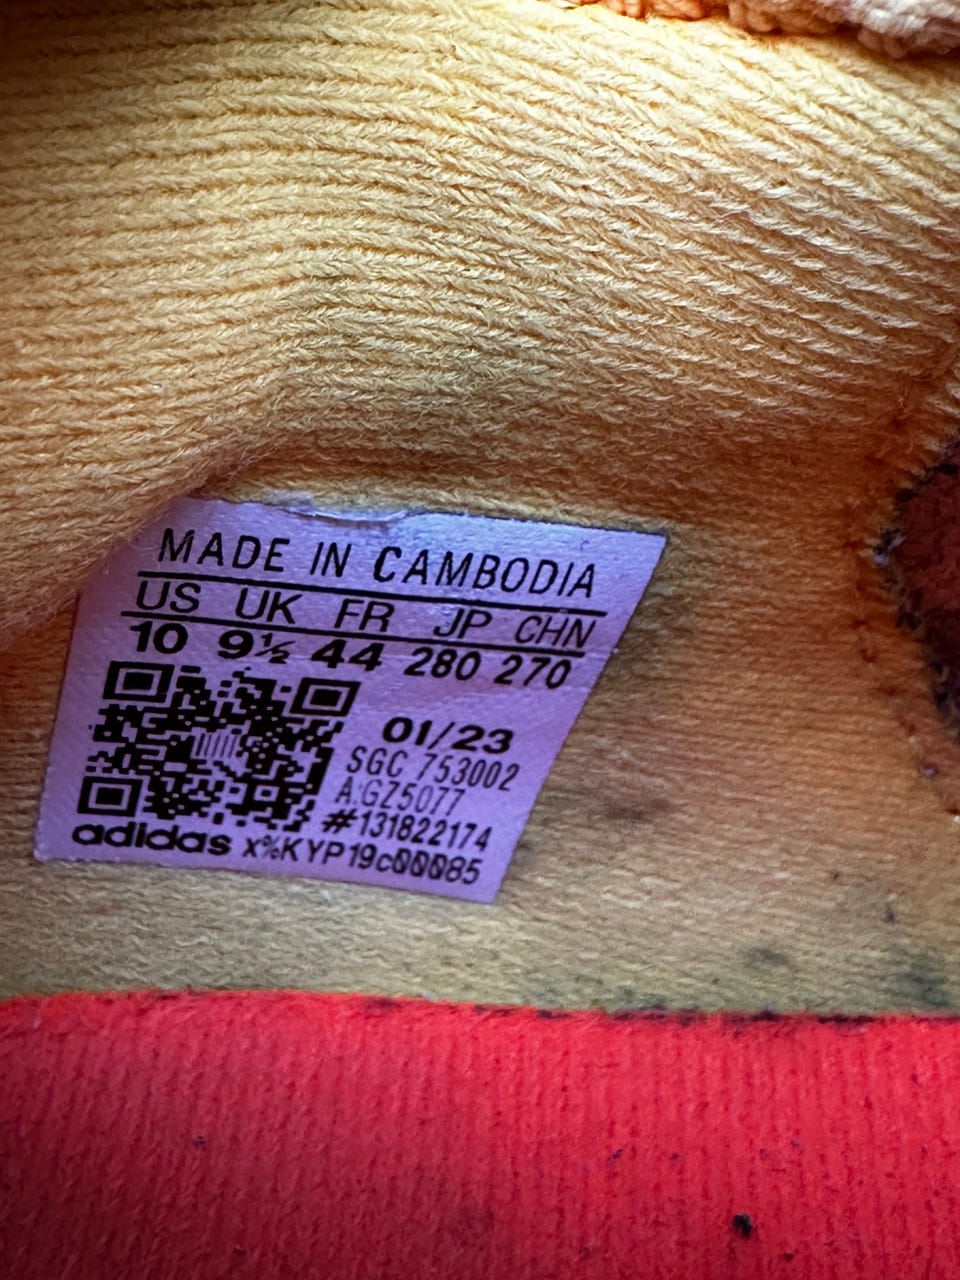 MADE IN CAMBODIA
US UK FR JP CHN
10 9½ 44 280 270
01/23
SGC 753002
A:GZ5077
#131822174
adidas x%KYP19c00085